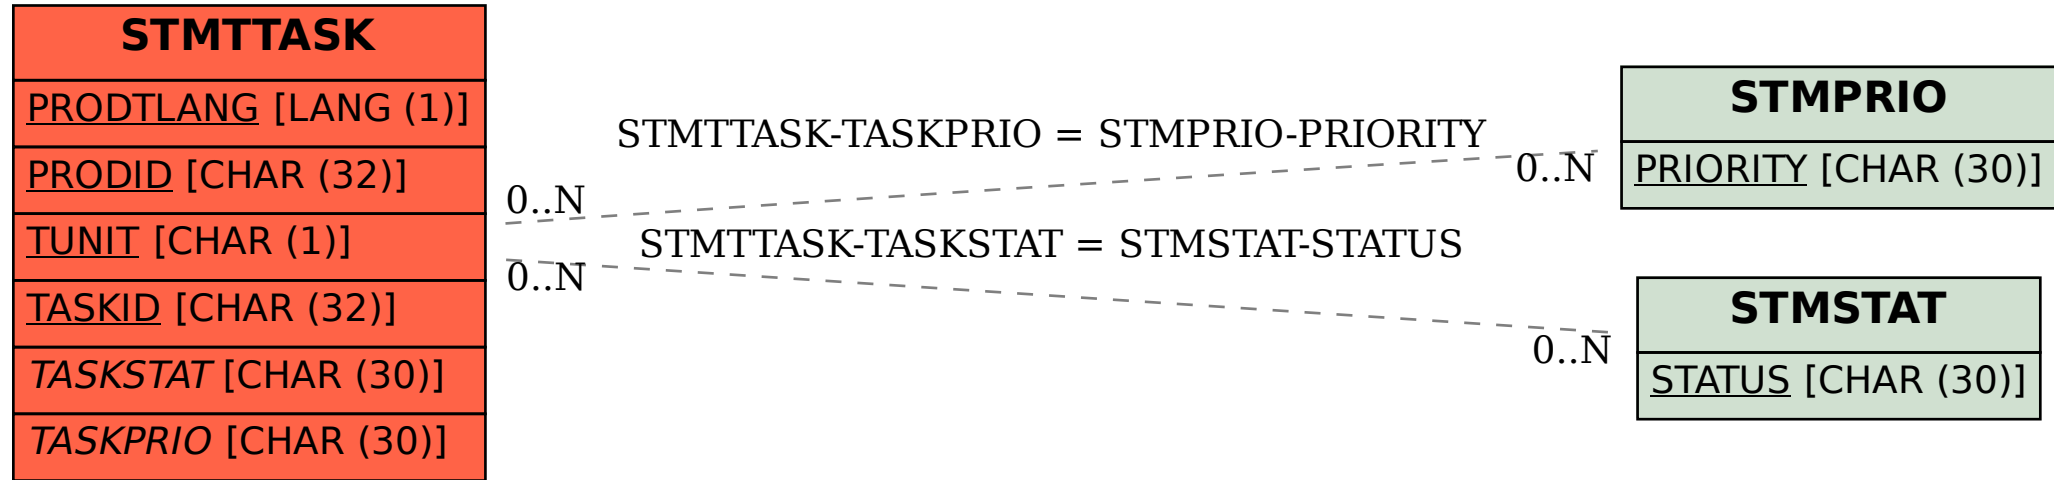 STMTTASK
PRODTLANG [LANG (1)]
PRODID [CHAR (32)]
TUNIT [CHAR (1)]
TASKID [CHAR (32)]
TASKSTAT [CHAR (30)]
TASKPRIO [CHAR (30)]
STMTTASK-TASKPRIO = STMPRIO-PRIORITY
0..N
0..N
STMTTASK-TASKSTAT = STMSTAT-STATUS
0..N
0..N
STMPRIO
PRIORITY [CHAR (30)]
STMSTAT
STATUS [CHAR (30)]